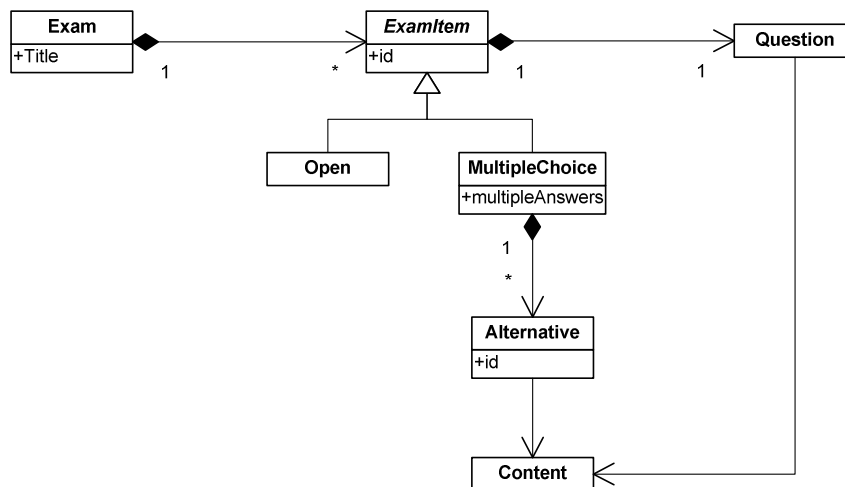 Exam
+Title
1
*
ExamItem
+id
1
1
Question
Open
MultipleChoice
+multipleAnswers
1
*
Alternative
+id
Content